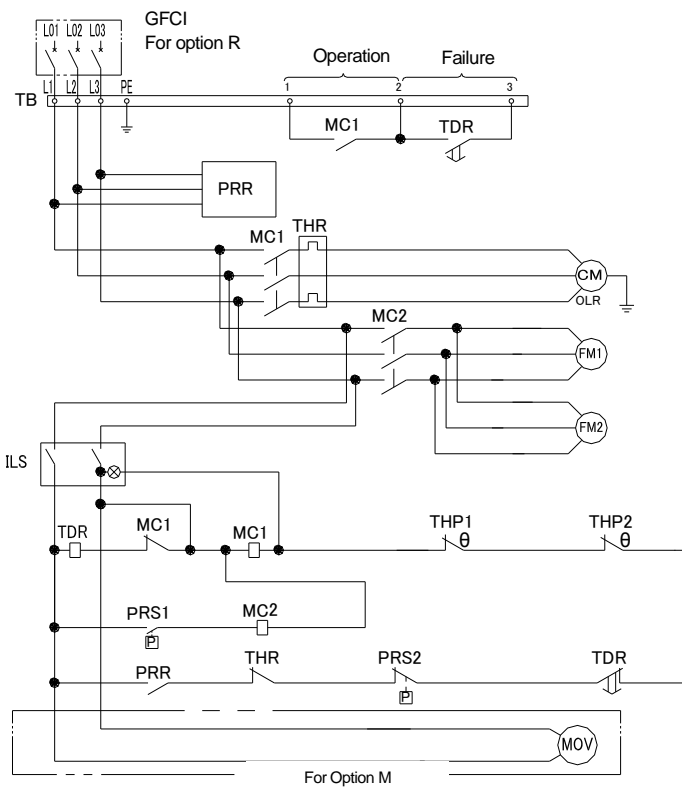 GFCI
For option R
L01 L02 L03
Operation Failure
L1 L2 L3 PE 1 2 3
TB
MC1 TDR
PRR
MC1 THR
CM
OLR
MC2
FM1
FM2
ILS
TDR MC1 MC1 THP1 THP2
θ θ
PRS1 MC2
P
PRR THR PRS2 TDR
P
MOV
For Option M